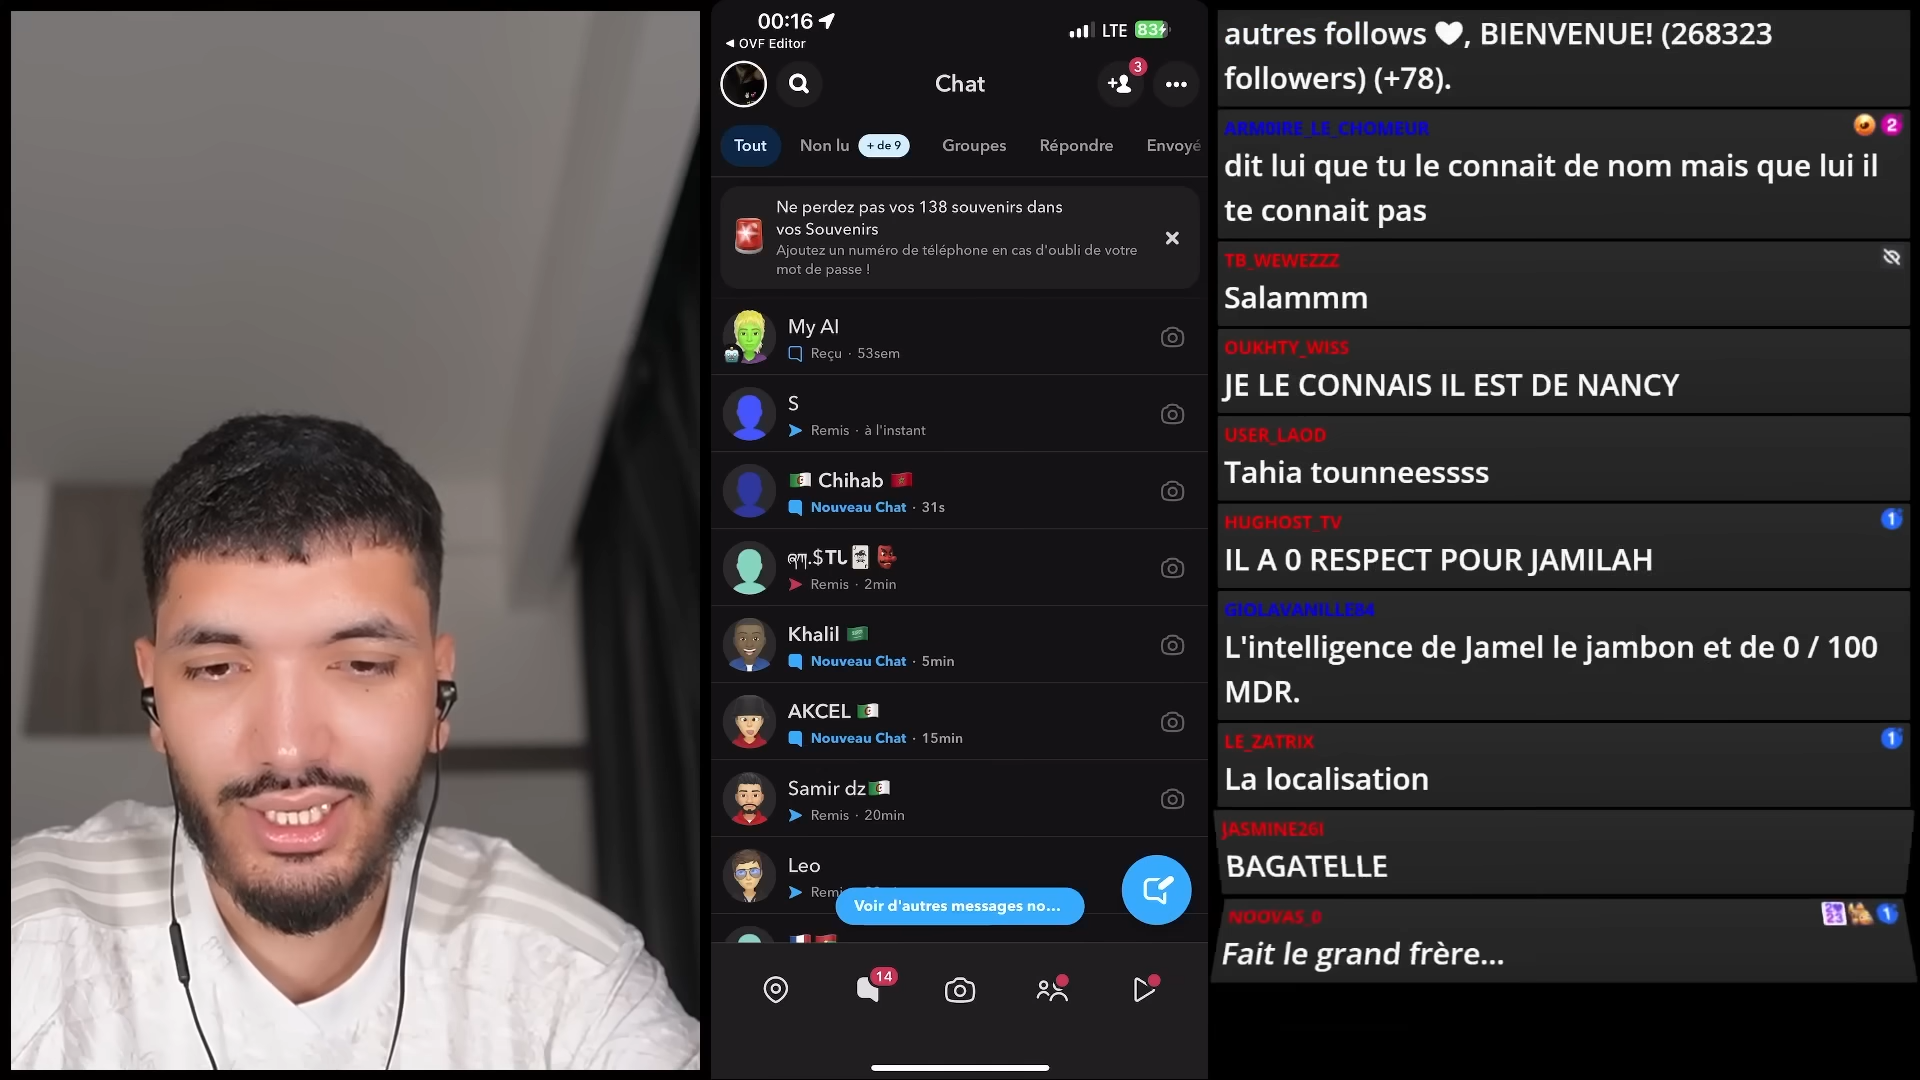 00:16
LTE 83
◀ OVF Editor
3
Chat
Tout Non lu + de 9 Groupes Répondre Envoyé
Ne perdez pas vos 138 souvenirs dans
vos Souvenirs
Ajoutez un numéro de téléphone en cas d'oubli de votre
mot de passe !
My AI
Reçu · 53sem
S
Remis · à l'instant
🇩🇿 Chihab 🇲🇦
Nouveau Chat · 31s
Remis · 2min
Khalil 🇸🇦
Nouveau Chat · 5min
AKCEL 🇩🇿
Nouveau Chat · 15min
Samir dz🇩🇿
Remis · 20min
Leo
Voir d'autres messages no...
14
autres follows 🤍, BIENVENUE! (268323
followers) (+78).
ARM0IRE_LE_CHOMEUR 2
dit lui que tu le connait de nom mais que lui il
te connait pas
TB_WEWEZZZ
Salammm
OUKHTY_WISS
JE LE CONNAIS IL EST DE NANCY
USER_LAOD
Tahia tounneessss
HUGHOST_TV 1
IL A 0 RESPECT POUR JAMILAH
GIOLAVANILLE84
L'intelligence de Jamel le jambon et de 0 / 100
MDR.
LE_ZATRIX 1
La localisation
JASMINE26I
BAGATELLE
NOOVAS_0 1
Fait le grand frère...